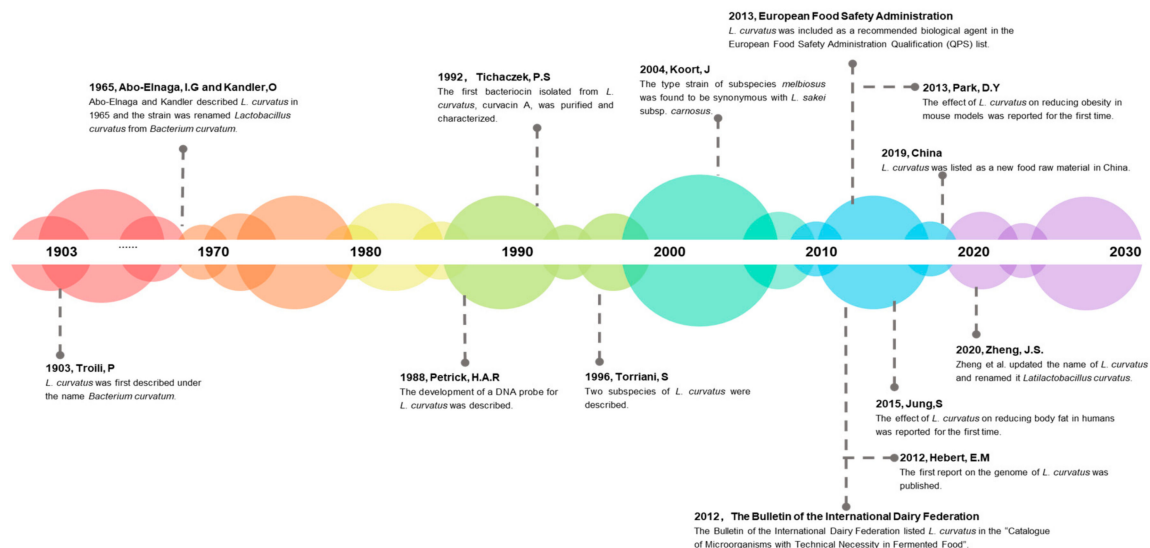 2013, European Food Safety Administration
L. curvatus was included as a recommended biological agent in the
European Food Safety Administration Qualification (QPS) list.
1965, Abo-Elnaga, I.G and Kandler,O
Abo-Elnaga and Kandler described L. curvatus in
1965 and the strain was renamed Lactobacillus
curvatus from Bacterium curvatum.
1992, Tichaczek, P.S
The first bacteriocin isolated from L.
curvatus, curvacin A, was purified and
characterized.
2004, Koort, J
The type strain of subspecies melbiosus
was found to be synonymous with L. sakei
subsp. carnosus.
2013, Park, D.Y
The effect of L. curvatus on reducing obesity in
mouse models was reported for the first time.
2019, China
L. curvatus was listed as a new food raw material in China.
1903 ...... 1970 1980 1990 2000 2010 2020 2030
1903, Troili, P
L. curvatus was first described under
the name Bacterium curvatum.
1988, Petrick, H.A.R
The development of a DNA probe for
L. curvatus was described.
1996, Torriani, S
Two subspecies of L. curvatus were
described.
2020, Zheng, J.S.
Zheng et al. updated the name of L. curvatus
and renamed it Latilactobacillus curvatus.
2015, Jung,S
The effect of L. curvatus on reducing body fat in humans
was reported for the first time.
2012, Hebert, E.M
The first report on the genome of L. curvatus was
published.
2012, The Bulletin of the International Dairy Federation
The Bulletin of the International Dairy Federation listed L. curvatus in the "Catalogue
of Microorganisms with Technical Necessity in Fermented Food".